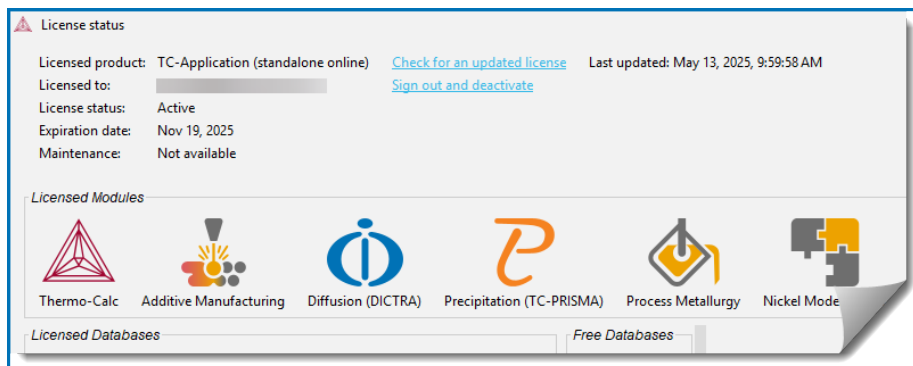 License status
Licensed product: TC-Application (standalone online) Check for an updated license Last updated: May 13, 2025, 9:59:58 AM
Licensed to: Sign out and deactivate
License status: Active
Expiration date: Nov 19, 2025
Maintenance: Not available
Licensed Modules
Thermo-Calc Additive Manufacturing Diffusion (DICTRA) Precipitation (TC-PRISMA) Process Metallurgy Nickel
Licensed Databases Free Databases